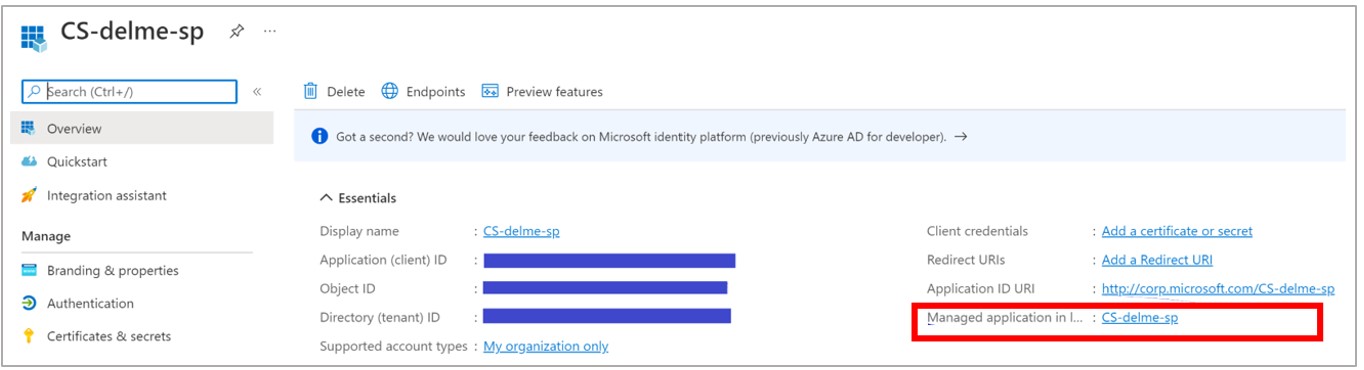 CS-delme-sp
Search (Ctrl+/)
«
Delete
Endpoints
Preview features
Overview
Got a second? We would love your feedback on Microsoft identity platform (previously Azure AD for developer). →
Quickstart
Integration assistant
Essentials
Manage
Display name : CS-delme-sp
Client credentials : Add a certificate or secret
Application (client) ID :
Redirect URIs : Add a Redirect URI
Branding & properties
Object ID :
Application ID URI : http://corp.microsoft.com/CS-delme-sp
Authentication
Directory (tenant) ID :
Managed application in l... : CS-delme-sp
Certificates & secrets
Supported account types : My organization only